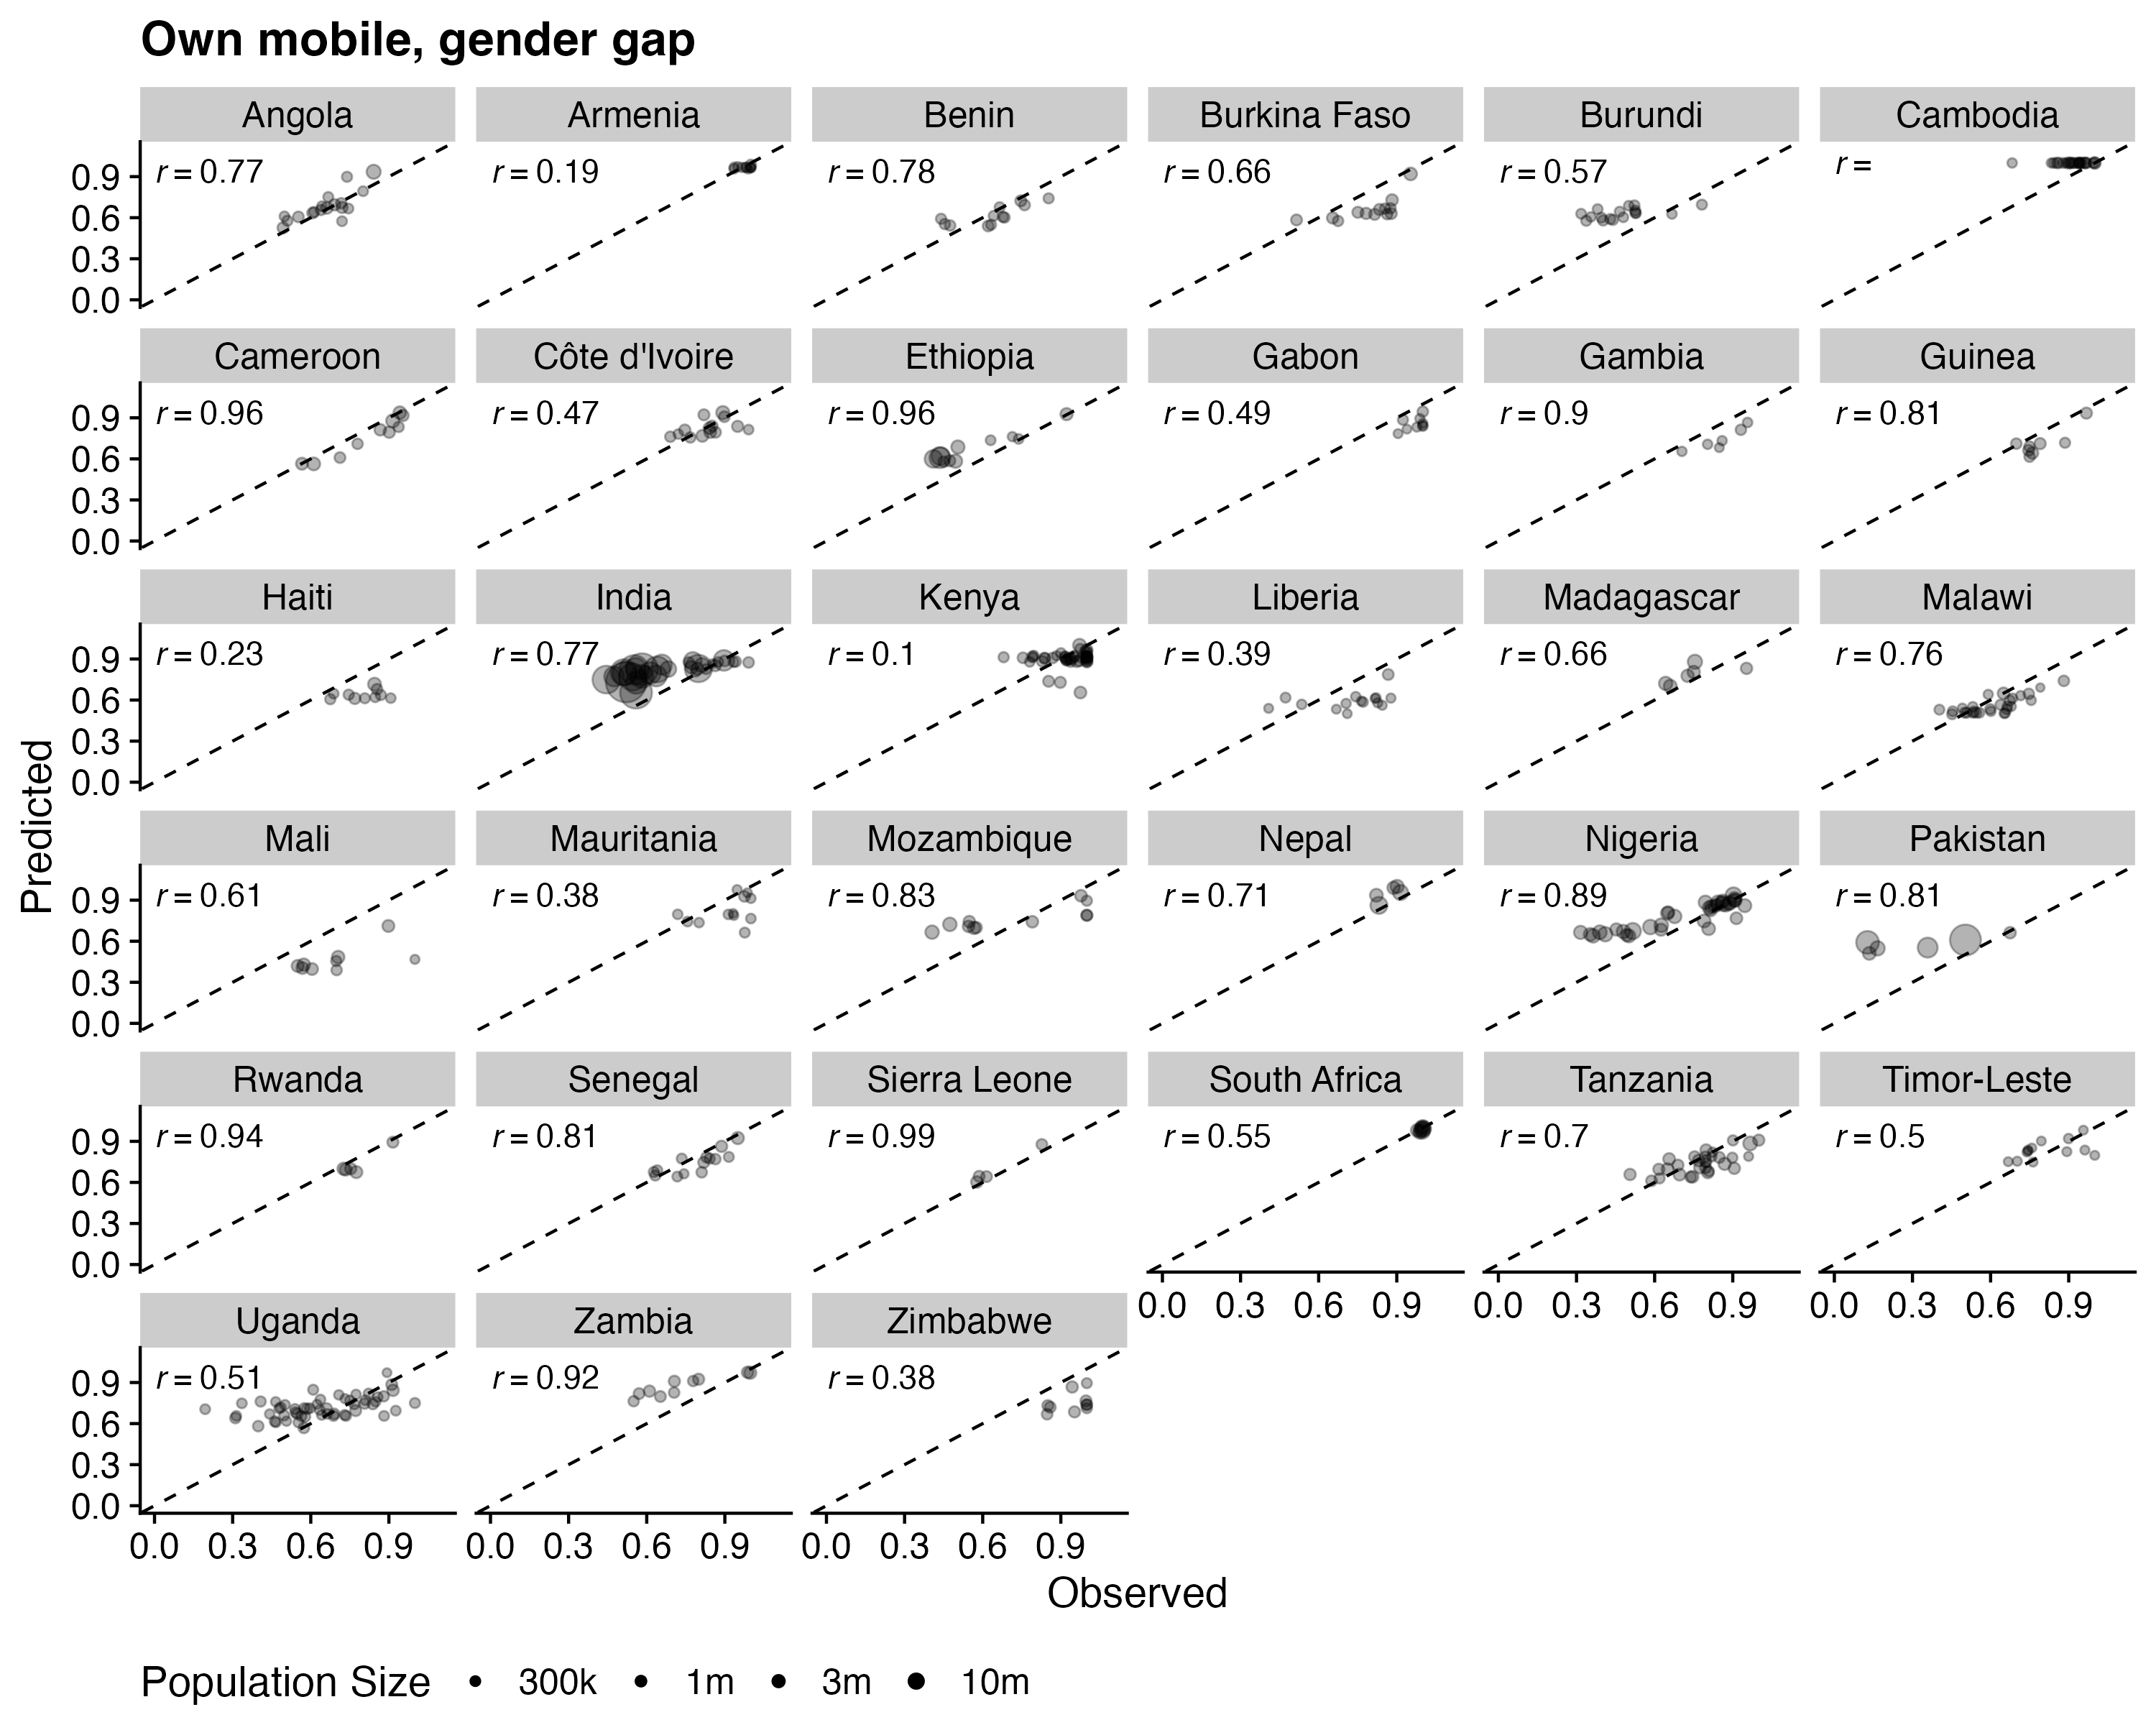 Own mobile, gender gap
Angola Armenia Benin Burkina Faso Burundi Cambodia
r = 0.77 r = 0.19 r = 0.78 r = 0.66 r = 0.57 r =
0.9
0.6
0.3
0.0
Cameroon Côte d'Ivoire Ethiopia Gabon Gambia Guinea
r = 0.96 r = 0.47 r = 0.96 r = 0.49 r = 0.9 r = 0.81
0.9
0.6
0.3
0.0
Haiti India Kenya Liberia Madagascar Malawi
r = 0.23 r = 0.77 r = 0.1 r = 0.39 r = 0.66 r = 0.76
0.9
0.6
0.3
0.0
Predicted
Mali Mauritania Mozambique Nepal Nigeria Pakistan
r = 0.61 r = 0.38 r = 0.83 r = 0.71 r = 0.89 r = 0.81
0.9
0.6
0.3
0.0
Rwanda Senegal Sierra Leone South Africa Tanzania Timor-Leste
r = 0.94 r = 0.81 r = 0.99 r = 0.55 r = 0.7 r = 0.5
0.9
0.6
0.3
0.0
0.0 0.3 0.6 0.9 0.0 0.3 0.6 0.9 0.0 0.3 0.6 0.9
Uganda Zambia Zimbabwe
r = 0.51 r = 0.92 r = 0.38
0.9
0.6
0.3
0.0
0.0 0.3 0.6 0.9 0.0 0.3 0.6 0.9 0.0 0.3 0.6 0.9
Observed
Population Size 300k 1m 3m 10m